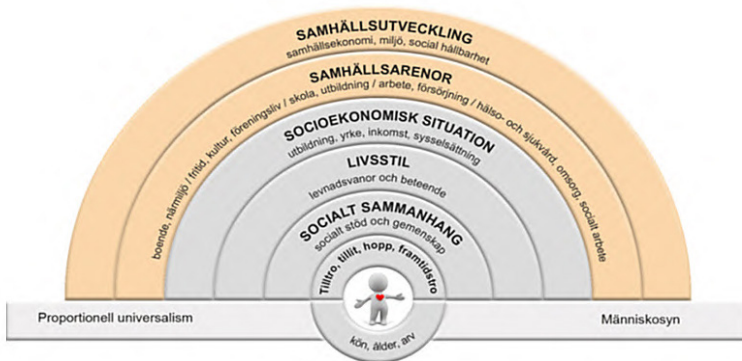 SAMHÄLLSUTVECKLING
samhällsekonomi, miljö, social hållbarhet
SAMHÄLLSARENOR
boende, närmiljö / fritid, kultur, föreningsliv / skola, utbildning / arbete, försörjning / hälso- och sjukvård, omsorg, socialt arbete
SOCIOEKONOMISK SITUATION
utbildning, yrke, inkomst, sysselsättning
LIVSSTIL
levnadsvanor och beteende
SOCIALT SAMMANHANG
socialt stöd och gemenskap
Tilltro, tillit, hopp, framtidstro
Proportionell universalism
Människosyn
kön, ålder, arv